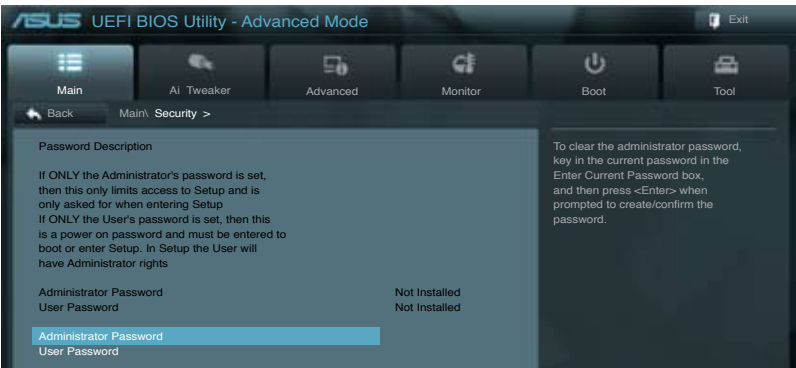 ASUS UEFI BIOS Utility - Advanced Mode
Exit
Main
Ai Tweaker
Advanced
Monitor
Boot
Tool
Back
Main\ Security >
Password Description
If ONLY the Administrator's password is set,
then this only limits access to Setup and is
only asked for when entering Setup
If ONLY the User's password is set, then this
is a power on password and must be entered to
boot or enter Setup. In Setup the User will
have Administrator rights
Administrator Password Not Installed
User Password Not Installed
Administrator Password
User Password
To clear the administrator password,
key in the current password in the
Enter Current Password box,
and then press <Enter> when
prompted to create/confirm the
password.